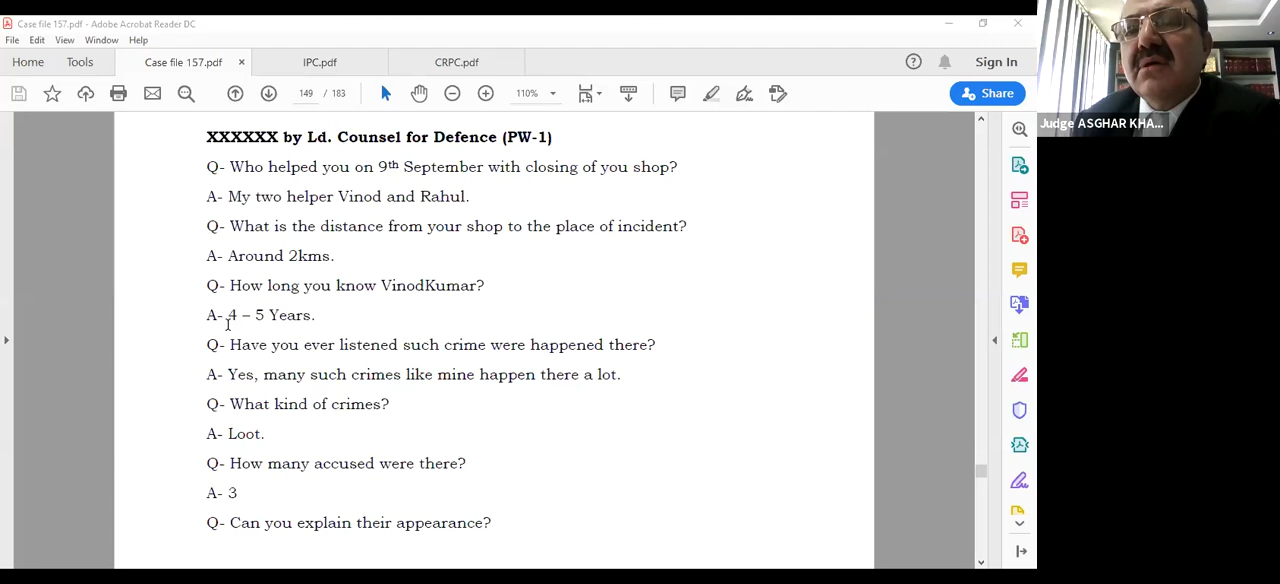 Case file 157.pdf - Adobe Acrobat Reader DC
File Edit View Window Help
Home Tools Case file 157.pdf × IPC.pdf CRPC.pdf Sign In
149 / 183 110% Share
Judge ASGHAR KHA...
XXXXXX by Ld. Counsel for Defence (PW-1)
Q- Who helped you on 9th September with closing of you shop?
A- My two helper Vinod and Rahul.
Q- What is the distance from your shop to the place of incident?
A- Around 2kms.
Q- How long you know VinodKumar?
A- 4 – 5 Years.
Q- Have you ever listened such crime were happened there?
A- Yes, many such crimes like mine happen there a lot.
Q- What kind of crimes?
A- Loot.
Q- How many accused were there?
A- 3
Q- Can you explain their appearance?